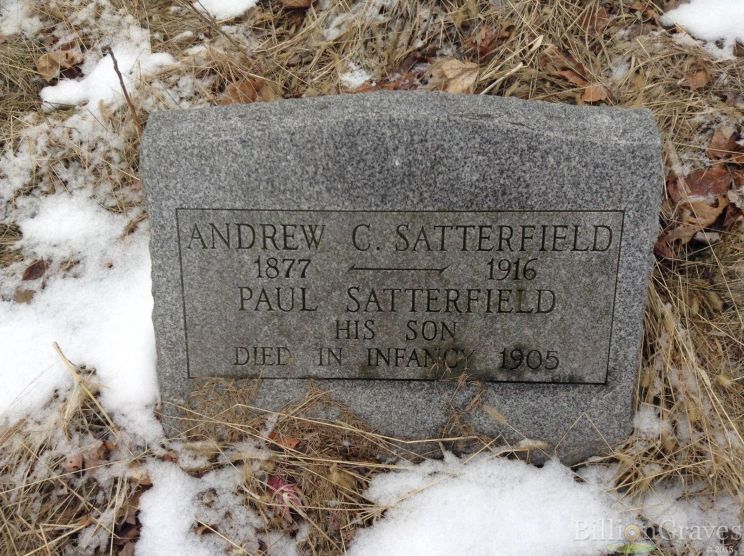 ANDREW C. SATTERFIELD
1877 1916
PAUL SATTERFIELD
HIS SON
DIED IN INFANCY 1905
BillionGraves